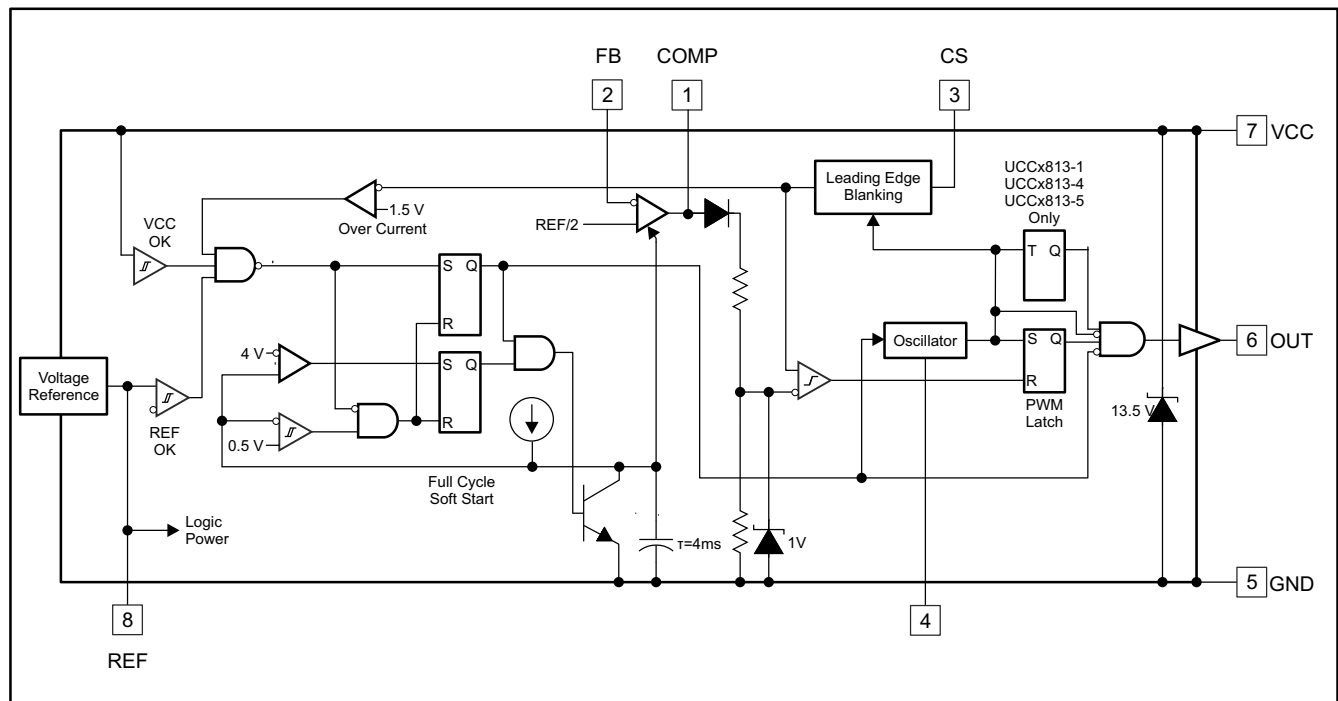 FB COMP CS
2 1 3
7 VCC
UCCx813-1
UCCx813-4
UCCx813-5
Only
Leading Edge
Blanking
1.5 V
Over Current
VCC
OK
REF/2
T Q
S Q
R
Oscillator
S Q
R
PWM
Latch
6 OUT
4 V
S Q
R
Voltage
Reference
REF
OK
0.5 V
13.5 V
Full Cycle
Soft Start
Logic
Power
τ=4ms
1V
5 GND
8
4
REF